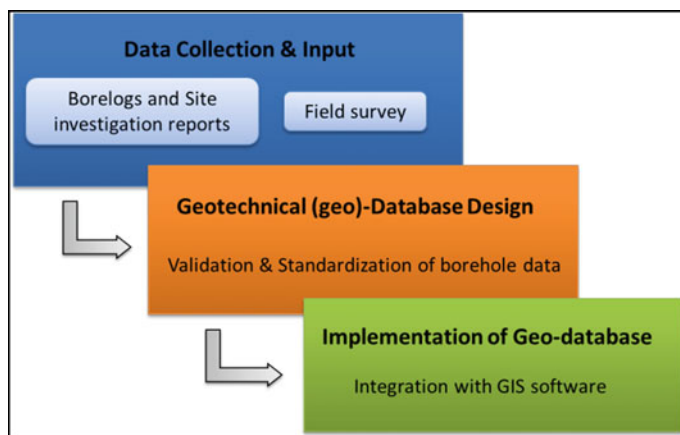 Data Collection & Input
Borelogs and Site
investigation reports
Field survey
Geotechnical (geo)-Database Design
Validation & Standardization of borehole data
Implementation of Geo-database
Integration with GIS software